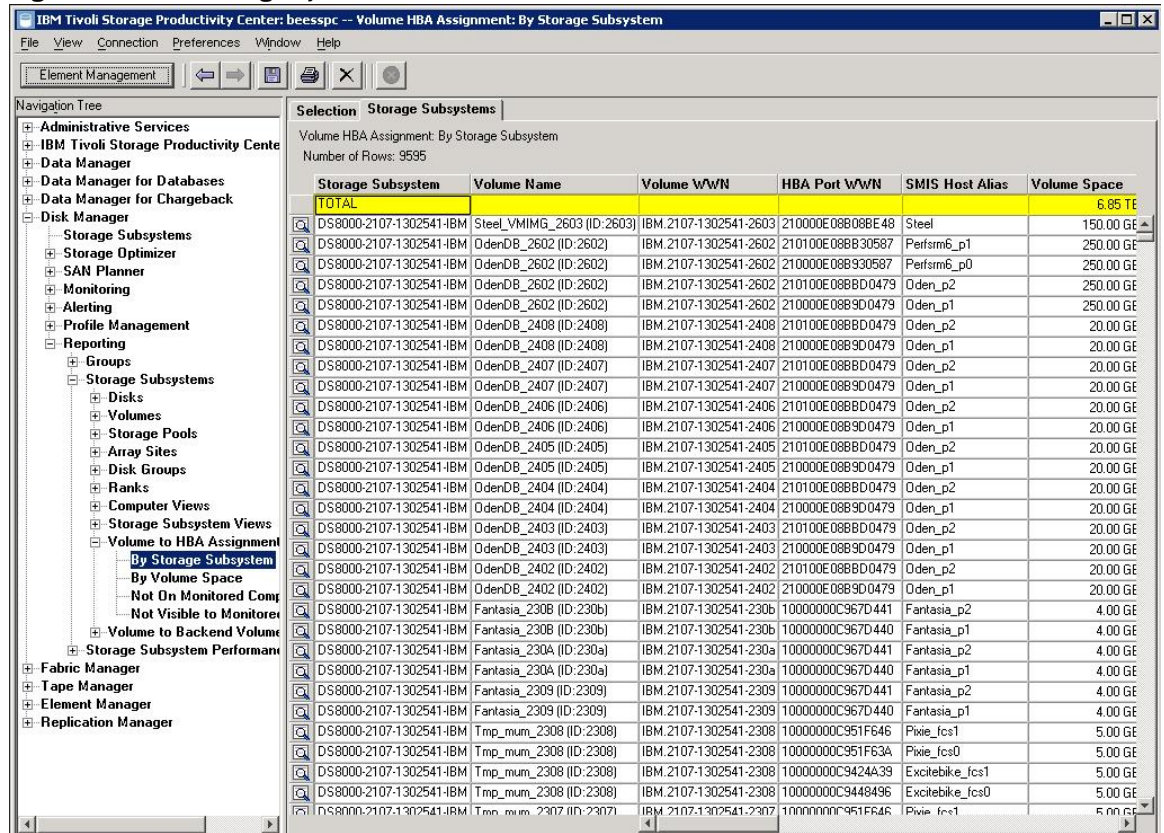 IBM Tivoli Storage Productivity Center: beesspc -- Volume HBA Assignment: By Storage Subsystem
File View Connection Preferences Window Help
Element Management
Navigation Tree
Administrative Services
IBM Tivoli Storage Productivity Cente
Data Manager
Data Manager for Databases
Data Manager for Chargeback
Disk Manager
Storage Subsystems
Storage Optimizer
SAN Planner
Monitoring
Alerting
Profile Management
Reporting
Groups
Storage Subsystems
Disks
Volumes
Storage Pools
Array Sites
Disk Groups
Ranks
Computer Views
Storage Subsystem Views
Volume to HBA Assignment
By Storage Subsystem
By Volume Space
Not On Monitored Comp
Not Visible to Monitored
Volume to Backend Volume
Storage Subsystem Performan
Fabric Manager
Tape Manager
Element Manager
Replication Manager
Selection Storage Subsystems
Volume HBA Assignment: By Storage Subsystem
Number of Rows: 9595
Storage Subsystem Volume Name Volume WWN HBA Port WWN SMIS Host Alias Volume Space
TOTAL 6.85 TE
DS8000-2107-1302541-IBM Steel_VMIMG_2603 (ID:2603) IBM.2107-1302541-2603 210000E08B08BE48 Steel 150.00 GE
DS8000-2107-1302541-IBM OdenDB_2602 (ID:2602) IBM.2107-1302541-2602 210100E08BB30587 Perfsrm6_p1 250.00 GE
DS8000-2107-1302541-IBM OdenDB_2602 (ID:2602) IBM.2107-1302541-2602 210000E08B930587 Perfsrm6_p0 250.00 GE
DS8000-2107-1302541-IBM OdenDB_2602 (ID:2602) IBM.2107-1302541-2602 210100E08BBD0479 Oden_p2 250.00 GE
DS8000-2107-1302541-IBM OdenDB_2602 (ID:2602) IBM.2107-1302541-2602 210000E08B9D0479 Oden_p1 250.00 GE
DS8000-2107-1302541-IBM OdenDB_2408 (ID:2408) IBM.2107-1302541-2408 210100E08BBD0479 Oden_p2 20.00 GE
DS8000-2107-1302541-IBM OdenDB_2408 (ID:2408) IBM.2107-1302541-2408 210000E08B9D0479 Oden_p1 20.00 GE
DS8000-2107-1302541-IBM OdenDB_2407 (ID:2407) IBM.2107-1302541-2407 210100E08BBD0479 Oden_p2 20.00 GE
DS8000-2107-1302541-IBM OdenDB_2407 (ID:2407) IBM.2107-1302541-2407 210000E08B9D0479 Oden_p1 20.00 GE
DS8000-2107-1302541-IBM OdenDB_2406 (ID:2406) IBM.2107-1302541-2406 210100E08BBD0479 Oden_p2 20.00 GE
DS8000-2107-1302541-IBM OdenDB_2406 (ID:2406) IBM.2107-1302541-2406 210000E08B9D0479 Oden_p1 20.00 GE
DS8000-2107-1302541-IBM OdenDB_2405 (ID:2405) IBM.2107-1302541-2405 210100E08BBD0479 Oden_p2 20.00 GE
DS8000-2107-1302541-IBM OdenDB_2405 (ID:2405) IBM.2107-1302541-2405 210000E08B9D0479 Oden_p1 20.00 GE
DS8000-2107-1302541-IBM OdenDB_2404 (ID:2404) IBM.2107-1302541-2404 210100E08BBD0479 Oden_p2 20.00 GE
DS8000-2107-1302541-IBM OdenDB_2404 (ID:2404) IBM.2107-1302541-2404 210000E08B9D0479 Oden_p1 20.00 GE
DS8000-2107-1302541-IBM OdenDB_2403 (ID:2403) IBM.2107-1302541-2403 210100E08BBD0479 Oden_p2 20.00 GE
DS8000-2107-1302541-IBM OdenDB_2403 (ID:2403) IBM.2107-1302541-2403 210000E08B9D0479 Oden_p1 20.00 GE
DS8000-2107-1302541-IBM OdenDB_2402 (ID:2402) IBM.2107-1302541-2402 210100E08BBD0479 Oden_p2 20.00 GE
DS8000-2107-1302541-IBM OdenDB_2402 (ID:2402) IBM.2107-1302541-2402 210000E08B9D0479 Oden_p1 20.00 GE
DS8000-2107-1302541-IBM Fantasia_230B (ID:230b) IBM.2107-1302541-230b 10000000C967D441 Fantasia_p2 4.00 GE
DS8000-2107-1302541-IBM Fantasia_230B (ID:230b) IBM.2107-1302541-230b 10000000C967D440 Fantasia_p1 4.00 GE
DS8000-2107-1302541-IBM Fantasia_230A (ID:230a) IBM.2107-1302541-230a 10000000C967D441 Fantasia_p2 4.00 GE
DS8000-2107-1302541-IBM Fantasia_230A (ID:230a) IBM.2107-1302541-230a 10000000C967D440 Fantasia_p1 4.00 GE
DS8000-2107-1302541-IBM Fantasia_2309 (ID:2309) IBM.2107-1302541-2309 10000000C967D441 Fantasia_p2 4.00 GE
DS8000-2107-1302541-IBM Fantasia_2309 (ID:2309) IBM.2107-1302541-2309 10000000C967D440 Fantasia_p1 4.00 GE
DS8000-2107-1302541-IBM Tmp_mum_2308 (ID:2308) IBM.2107-1302541-2308 10000000C951F646 Pixie_fcs1 5.00 GE
DS8000-2107-1302541-IBM Tmp_mum_2308 (ID:2308) IBM.2107-1302541-2308 10000000C951F63A Pixie_fcs0 5.00 GE
DS8000-2107-1302541-IBM Tmp_mum_2308 (ID:2308) IBM.2107-1302541-2308 10000000C9424A39 Excitebike_fcs1 5.00 GE
DS8000-2107-1302541-IBM Tmp_mum_2308 (ID:2308) IBM.2107-1302541-2308 10000000C9448496 Excitebike_fcs0 5.00 GE
DS8000-2107-1302541-IBM Tmp_mum_2307 (ID:2307) IBM.2107-1302541-2307 10000000C951F646 Pixie_fcs1 5.00 GE